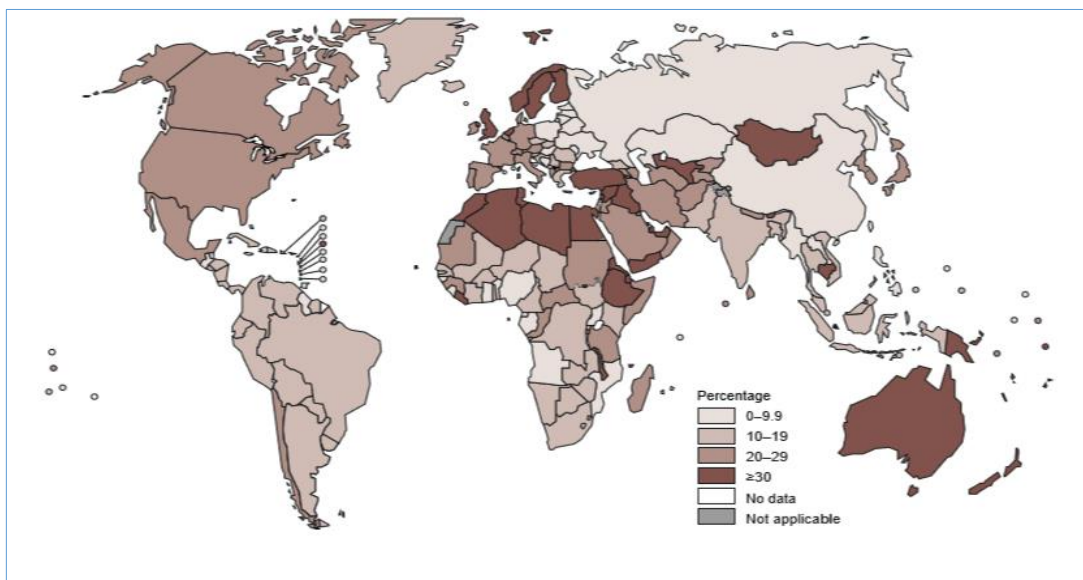 Percentage
0–9.9
10–19
20–29
≥30
No data
Not applicable